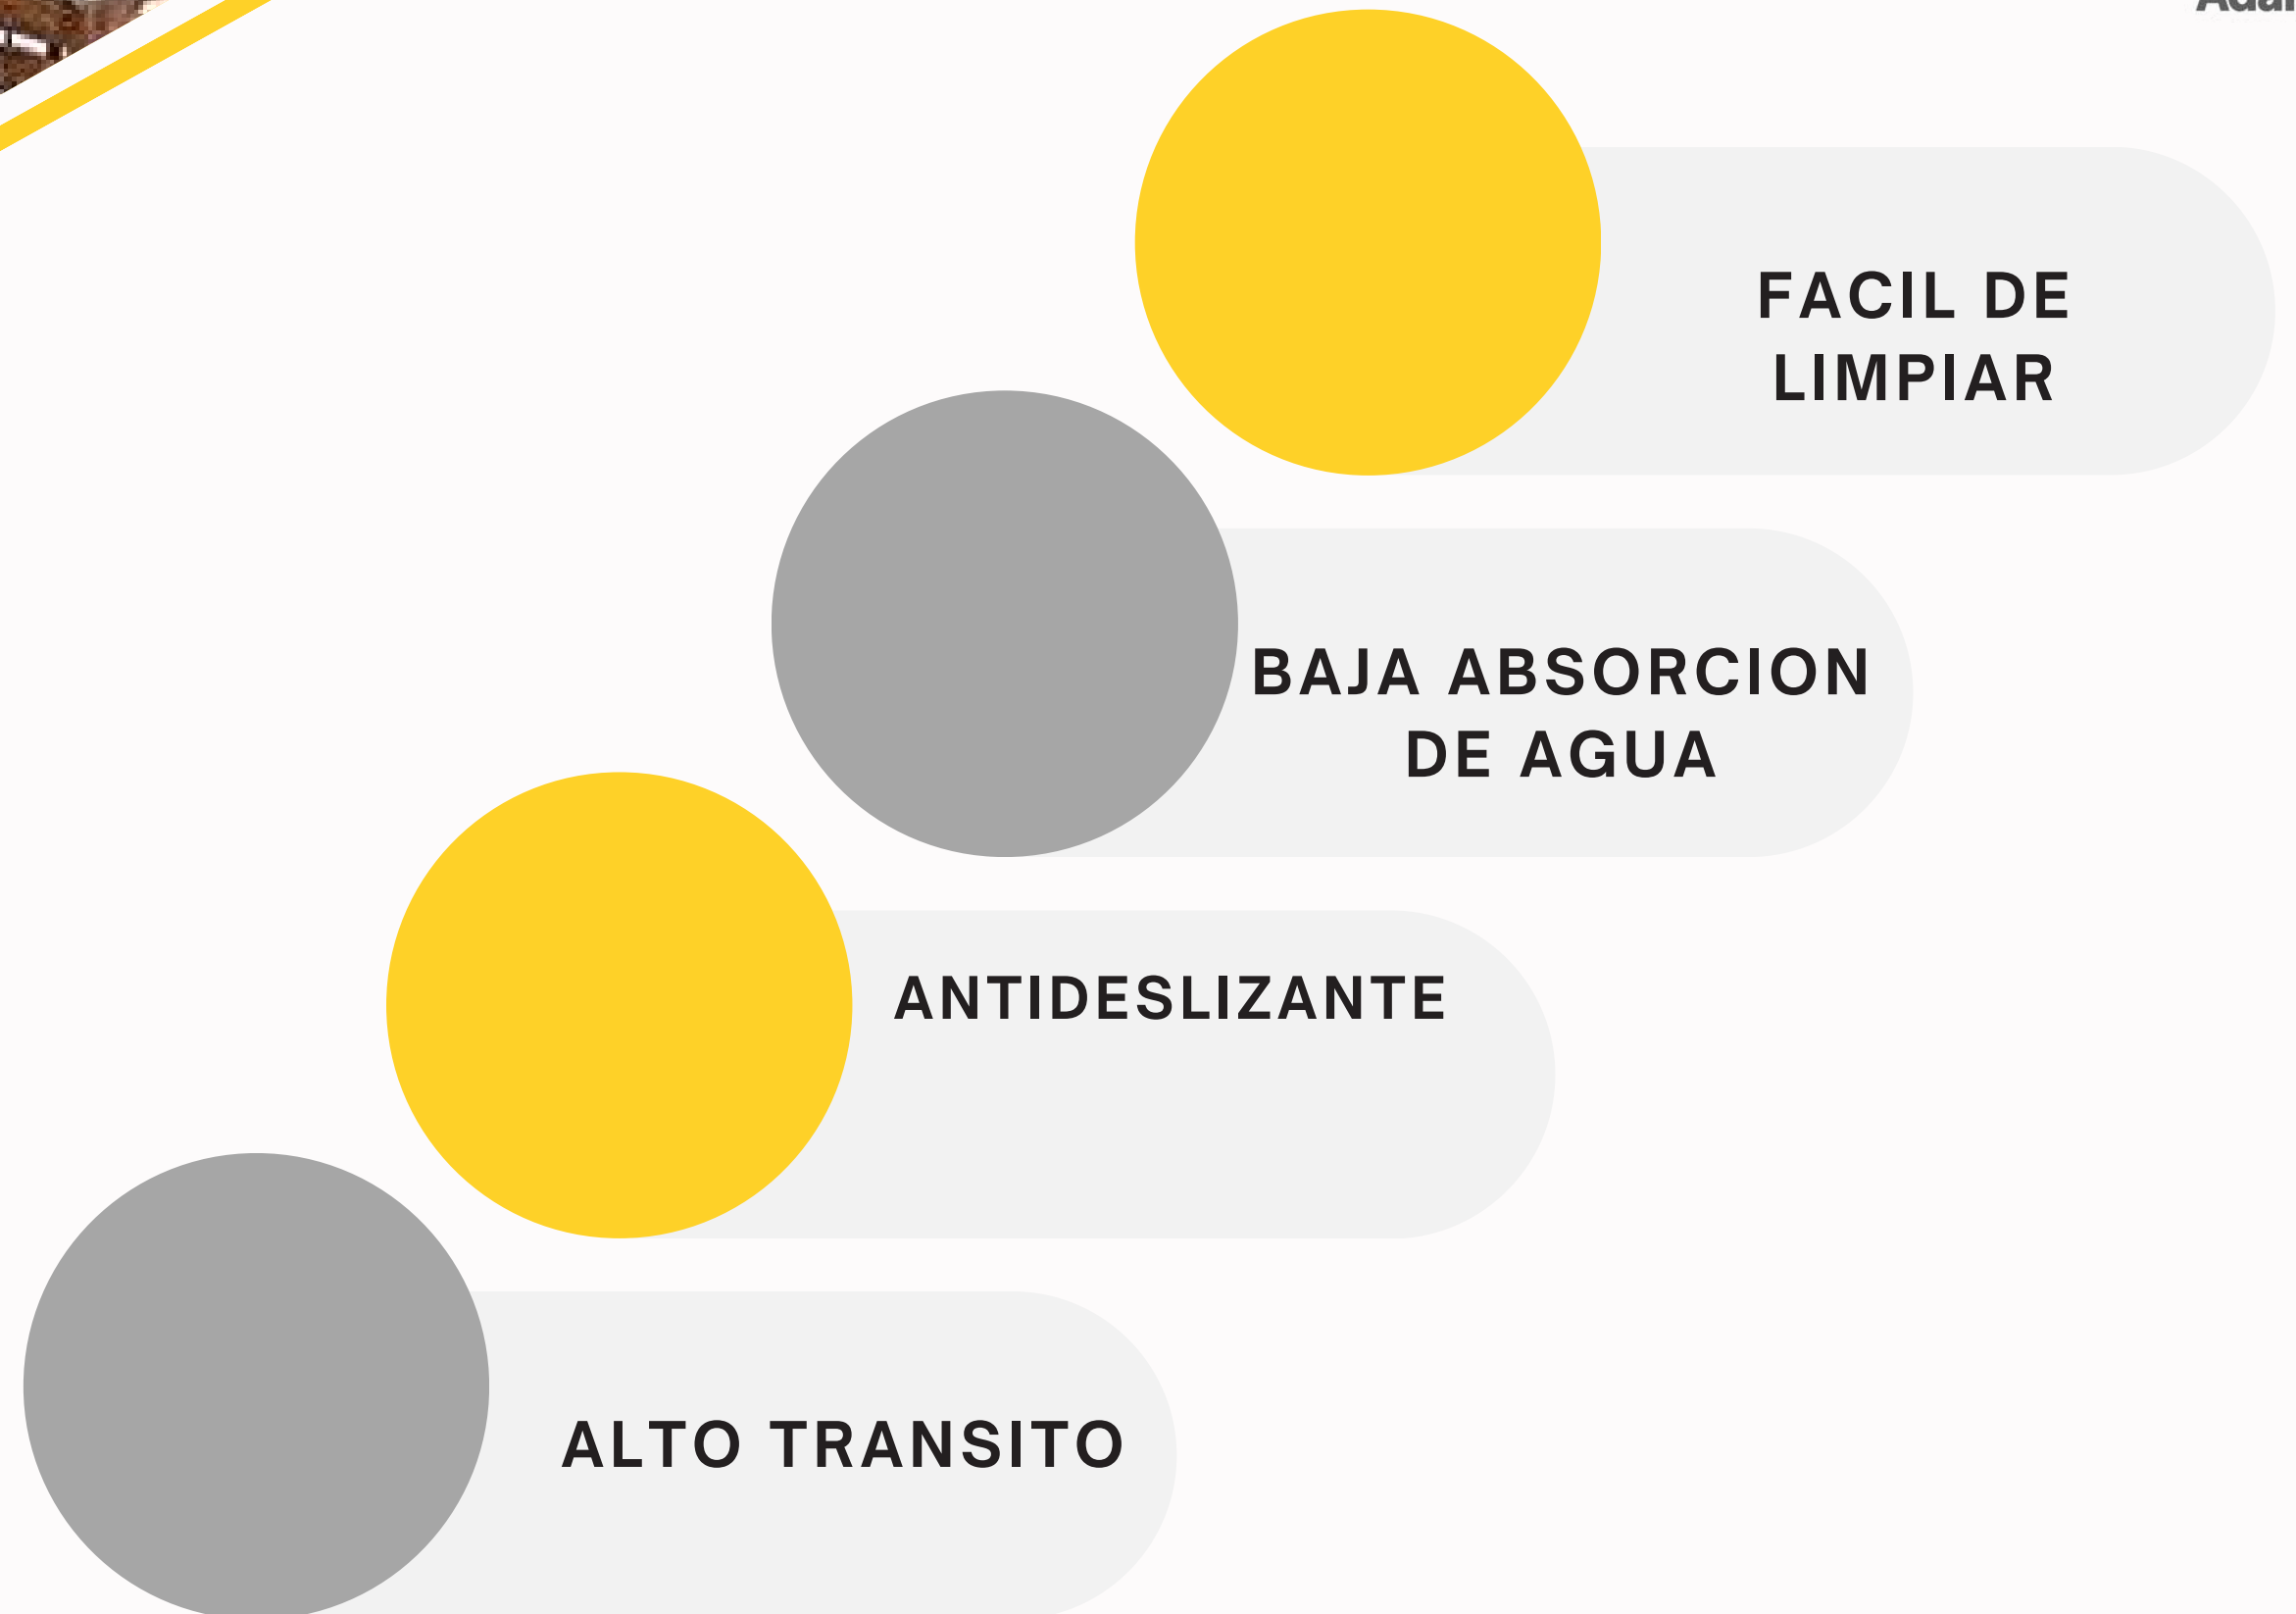 FACIL DE
LIMPIAR
BAJA ABSORCION
DE AGUA
ANTIDESLIZANTE
ALTO TRANSITO